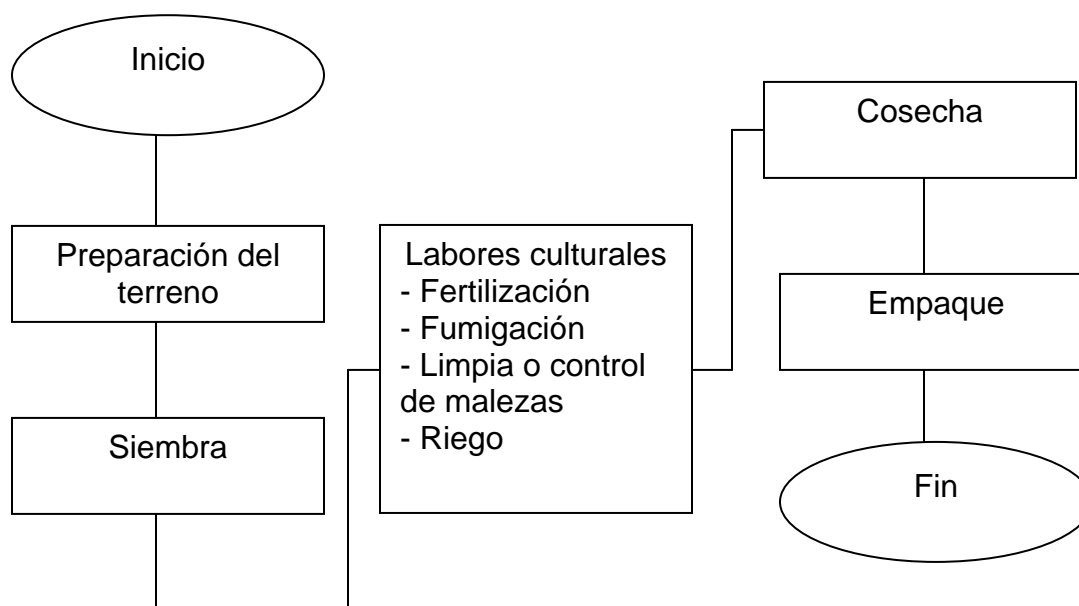 Inicio
Preparación del
terreno
Siembra
Labores culturales
- Fertilización
- Fumigación
- Limpia o control
de malezas
- Riego
Cosecha
Empaque
Fin